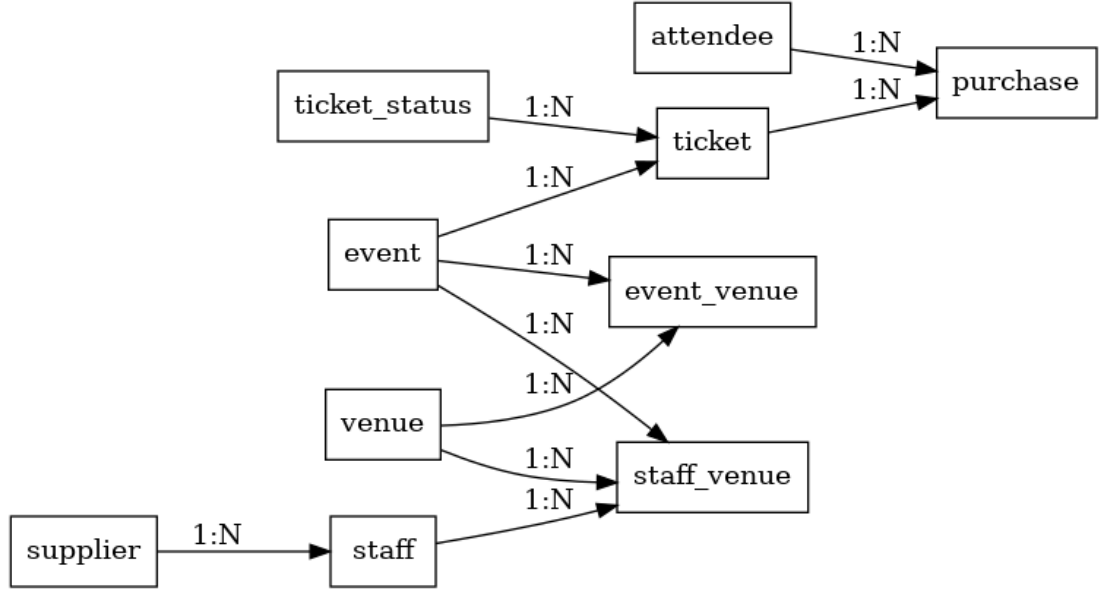 attendee
1:N
purchase
ticket_status
1:N
1:N
ticket
1:N
event
1:N
event_venue
1:N
1:N
venue
1:N
staff_venue
1:N
supplier
1:N
staff